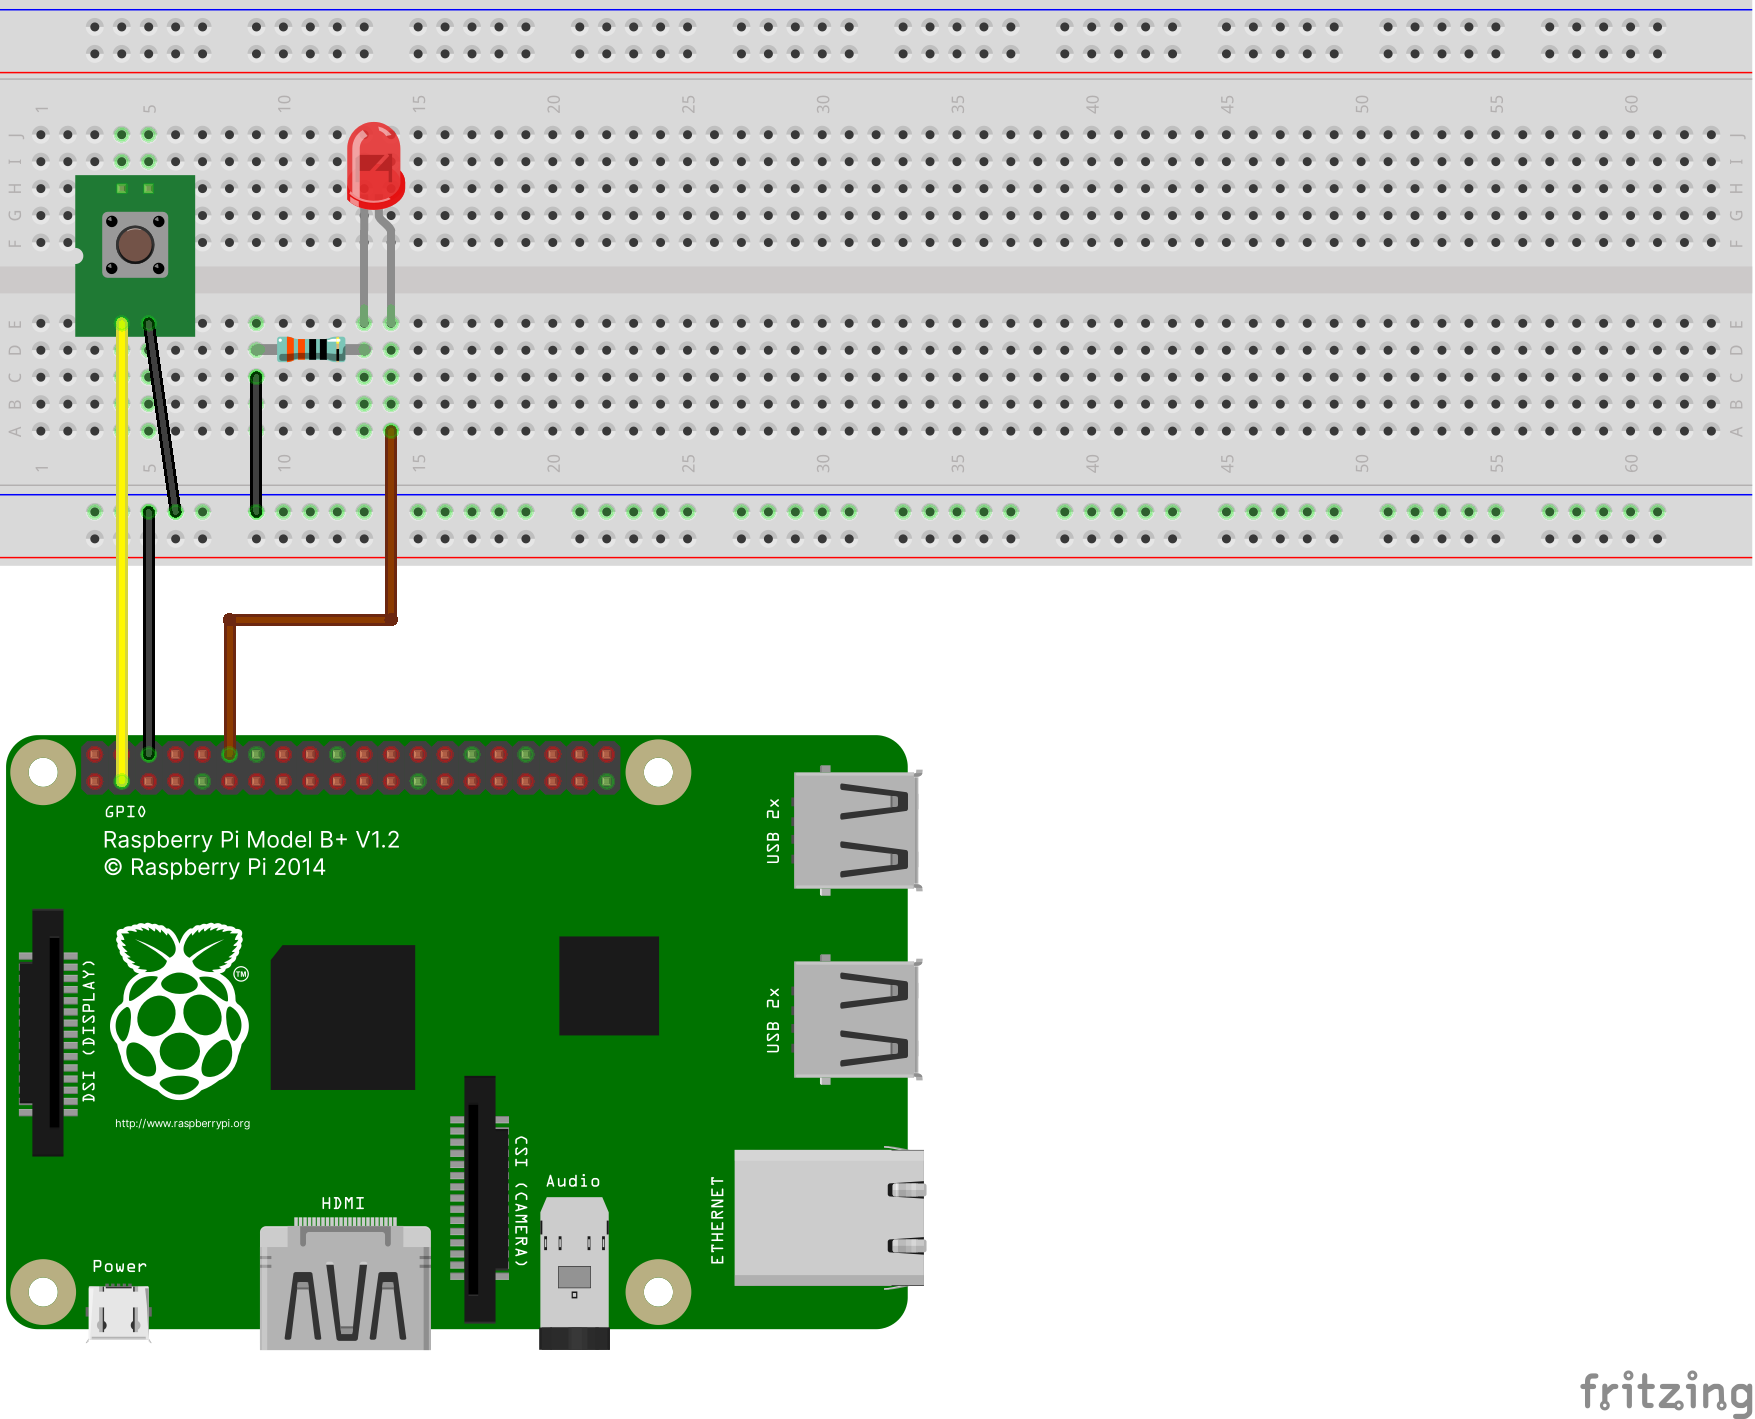 1 5 10 15 20 25 30 35 40 45 50 55 60
J J
I I
H H
G G
F F
E E
D D
C C
B B
A A
1 5 10 15 20 25 30 35 40 45 50 55 60
GPIO
Raspberry Pi Model B+ V1.2
© Raspberry Pi 2014
USB 2x
USB 2x
DSI (DISPLAY)
TM
http://www.raspberrypi.org
CSI (CAMERA)
Audio
ETHERNET
HDMI
Power
fritzing